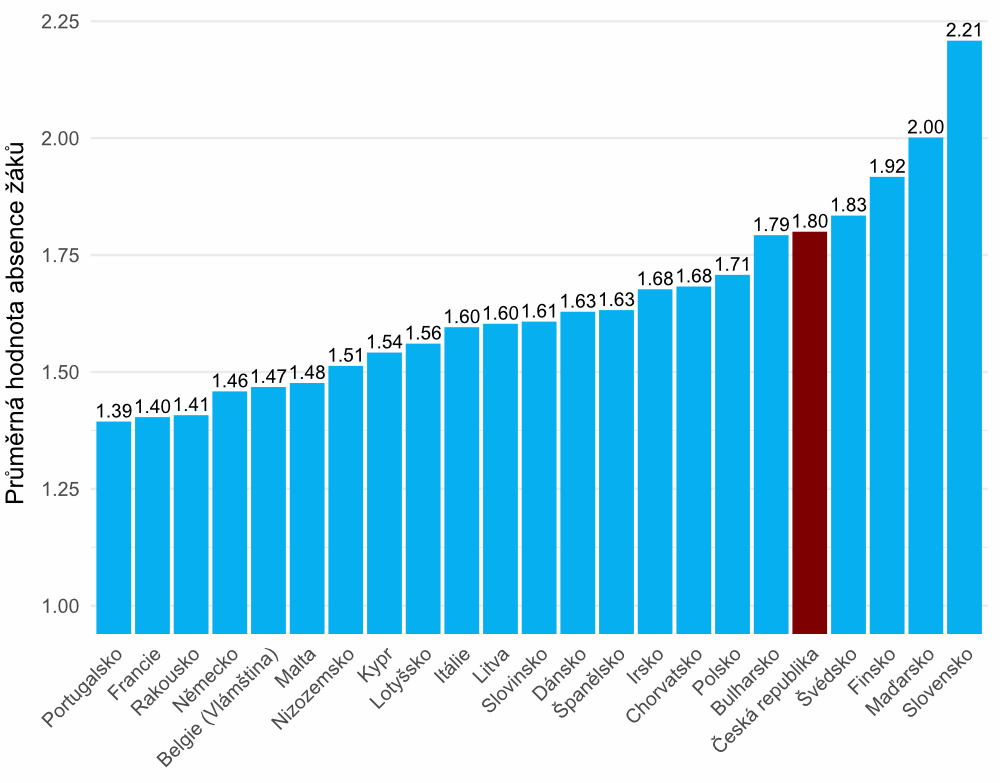 Průměrná hodnota absence žáků
2.25
2.00
1.75
1.50
1.25
1.00
1.39
1.40
1.41
1.46
1.47
1.48
1.51
1.54
1.56
1.60
1.60
1.61
1.63
1.63
1.68
1.68
1.71
1.79
1.80
1.83
1.92
2.00
2.21
Portugalsko
Francie
Rakousko
Německo
Belgie (Vlámština)
Malta
Nizozemsko
Kypr
Lotyšsko
Itálie
Litva
Slovinsko
Dánsko
Španělsko
Irsko
Chorvatsko
Polsko
Bulharsko
Česká republika
Švédsko
Finsko
Maďarsko
Slovensko